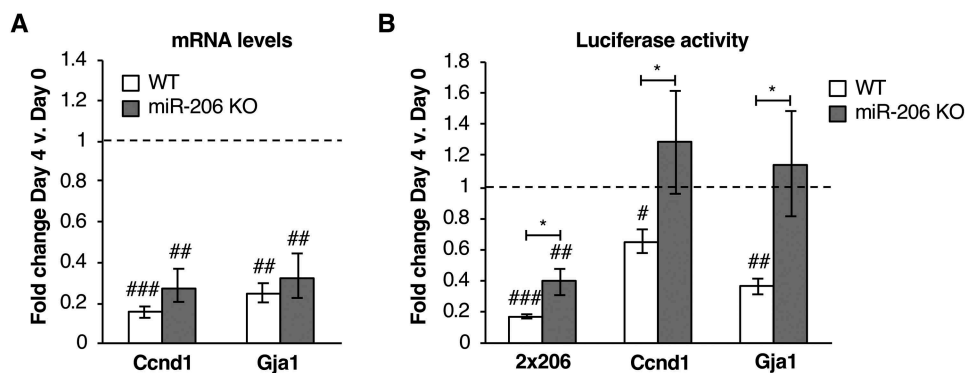 A
mRNA levels
Fold change Day 4 v. Day 0
1.4
1.2
1
0.8
0.6
0.4
0.2
0
WT
miR-206 KO
###
##
##
##
Ccnd1
Gja1
B
Luciferase activity
Fold change Day 4 v. Day 0
1.8
1.6
1.4
1.2
1
0.8
0.6
0.4
0.2
0
*
*
*
###
##
#
##
WT
miR-206 KO
2x206
Ccnd1
Gja1